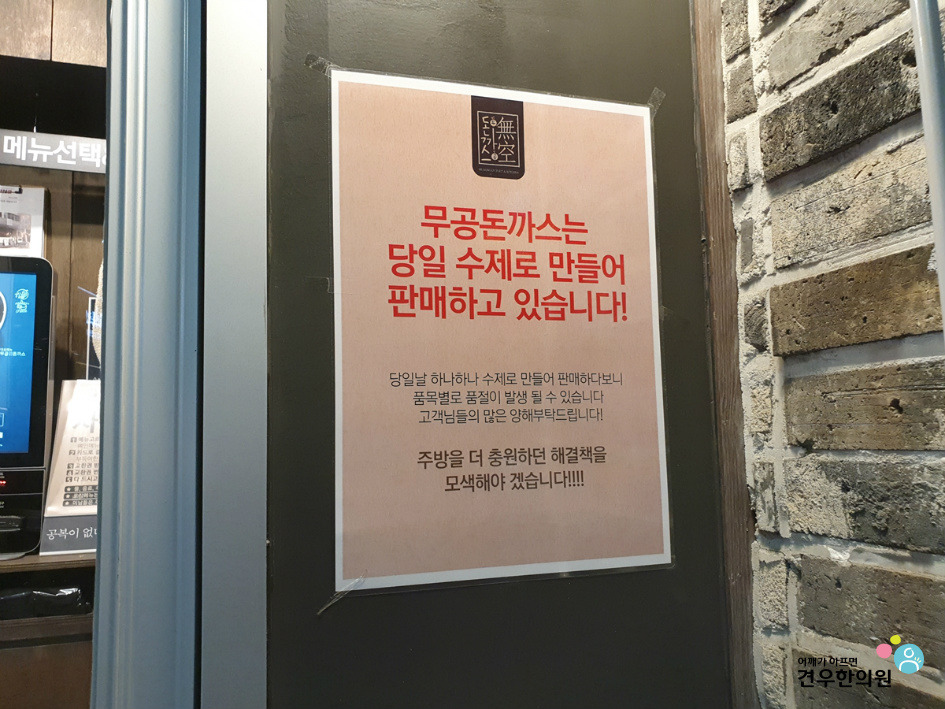 메뉴선택
無空
돈까스
무공돈까스는
당일 수제로 만들어
판매하고 있습니다!
당일날 하나하나 수제로 만들어 판매하다보니
품목별로 품절이 발생 될 수 있습니다
고객님들의 많은 양해부탁드립니다!
주방을 더 충원하던 해결책을
모색해야 겠습니다!!!!
공복이 없
어깨가 아프면
견우한의원